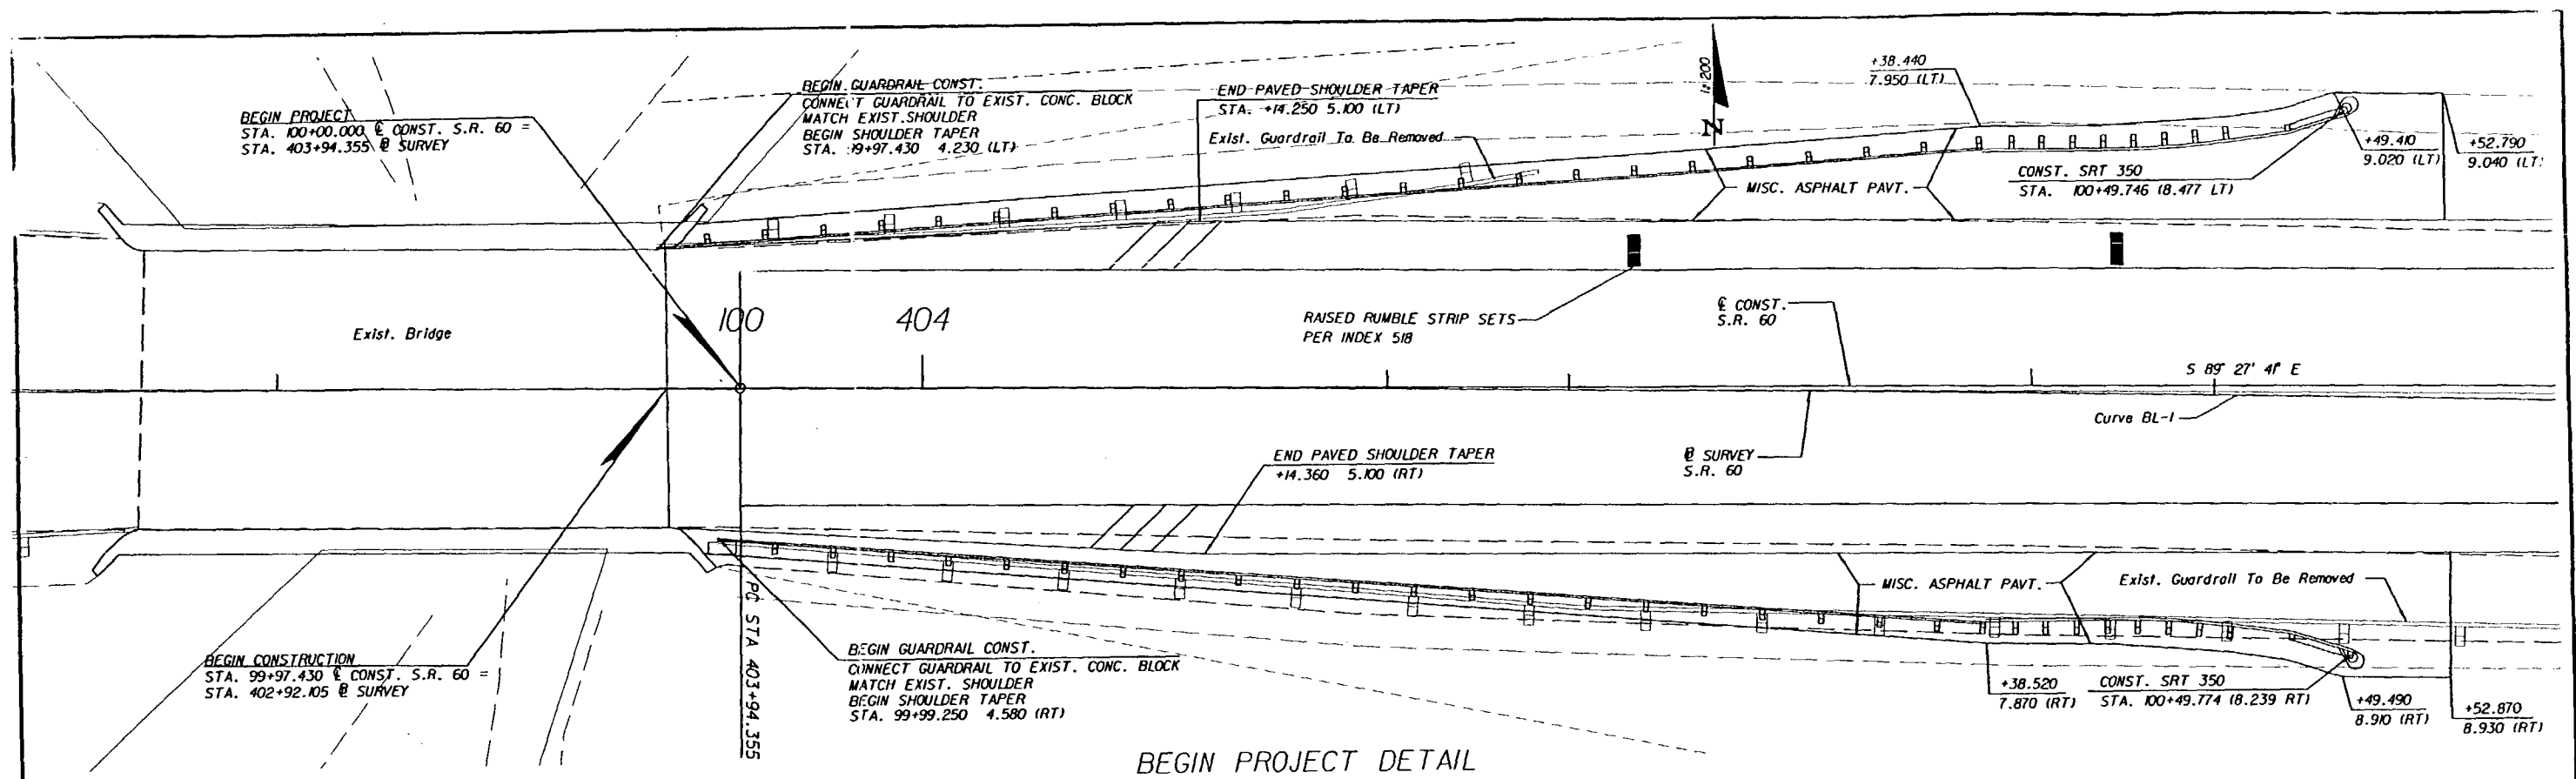 BEGIN PROJECT
STA. 100+00.000 ℄ CONST. S.R. 60 =
STA. 403+94.355 ⅊ SURVEY
BEGIN GUARDRAIL CONST.
CONNECT GUARDRAIL TO EXIST. CONC. BLOCK
MATCH EXIST. SHOULDER
BEGIN SHOULDER TAPER
STA. 99+97.430 4.230 (LT)
END PAVED SHOULDER TAPER
STA. +14.250 5.100 (LT)
Exist. Guardrail To Be Removed
1:200
N
+38.440
7.950 (LT)
MISC. ASPHALT PAVT.
CONST. SRT 350
STA. 100+49.746 (8.477 LT)
+49.410
9.020 (LT)
+52.790
9.040 (LT)
Exist. Bridge
100
404
RAISED RUMBLE STRIP SETS
PER INDEX 518
℄ CONST.
S.R. 60
S 89° 27' 41" E
Curve BL-1
END PAVED SHOULDER TAPER
+14.360 5.100 (RT)
⅊ SURVEY
S.R. 60
PC STA 403+94.355
MISC. ASPHALT PAVT.
Exist. Guardrail To Be Removed
BEGIN CONSTRUCTION
STA. 99+97.430 ℄ CONST. S.R. 60 =
STA. 402+92.105 ⅊ SURVEY
BEGIN GUARDRAIL CONST.
CONNECT GUARDRAIL TO EXIST. CONC. BLOCK
MATCH EXIST. SHOULDER
BEGIN SHOULDER TAPER
STA. 99+99.250 4.580 (RT)
+38.520
7.870 (RT)
CONST. SRT 350
STA. 100+49.774 (8.239 RT)
+49.490
8.910 (RT)
+52.870
8.930 (RT)
BEGIN PROJECT DETAIL